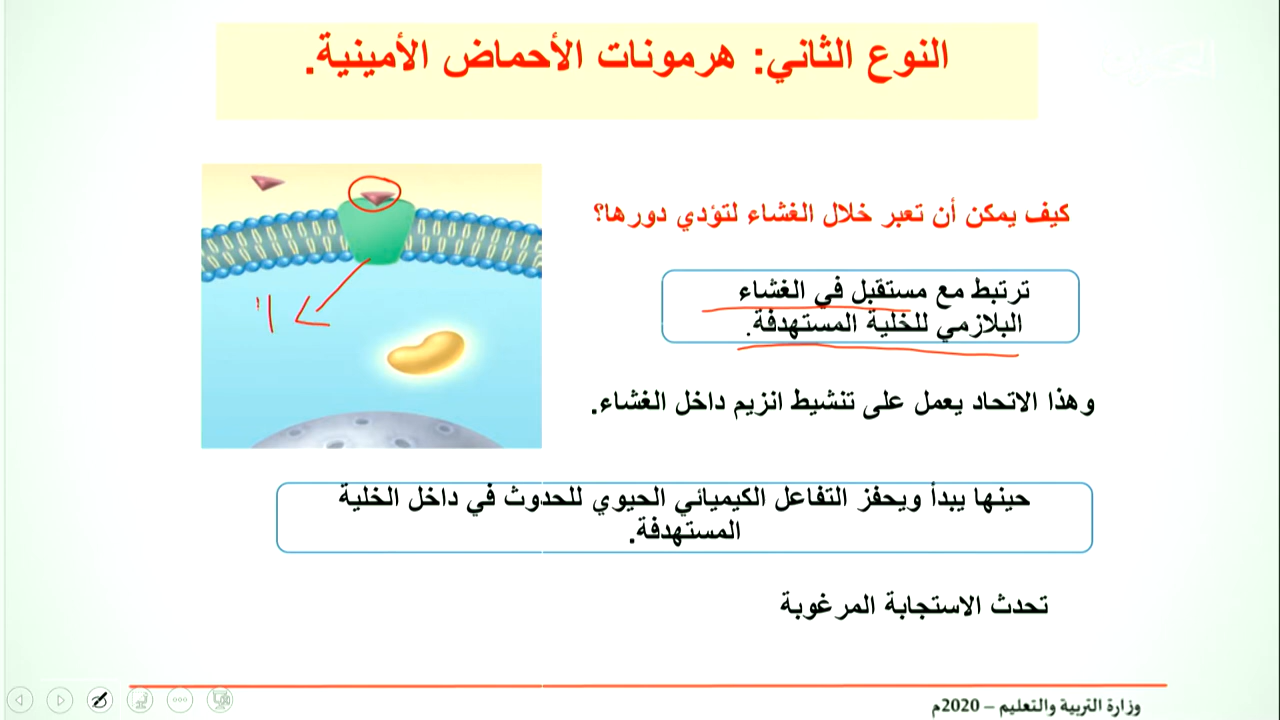 النوع الثاني: هرمونات الأحماض الأمينية.
كيف يمكن أن تعبر خلال الغشاء لتؤدي دورها؟
ترتبط مع مستقبل في الغشاء
البلازمي للخلية المستهدفة.
وهذا الاتحاد يعمل على تنشيط انزيم داخل الغشاء.
حينها يبدأ ويحفز التفاعل الكيميائي الحيوي للحدوث في داخل الخلية
المستهدفة.
تحدث الاستجابة المرغوبة
وزارة التربية والتعليم – 2020م